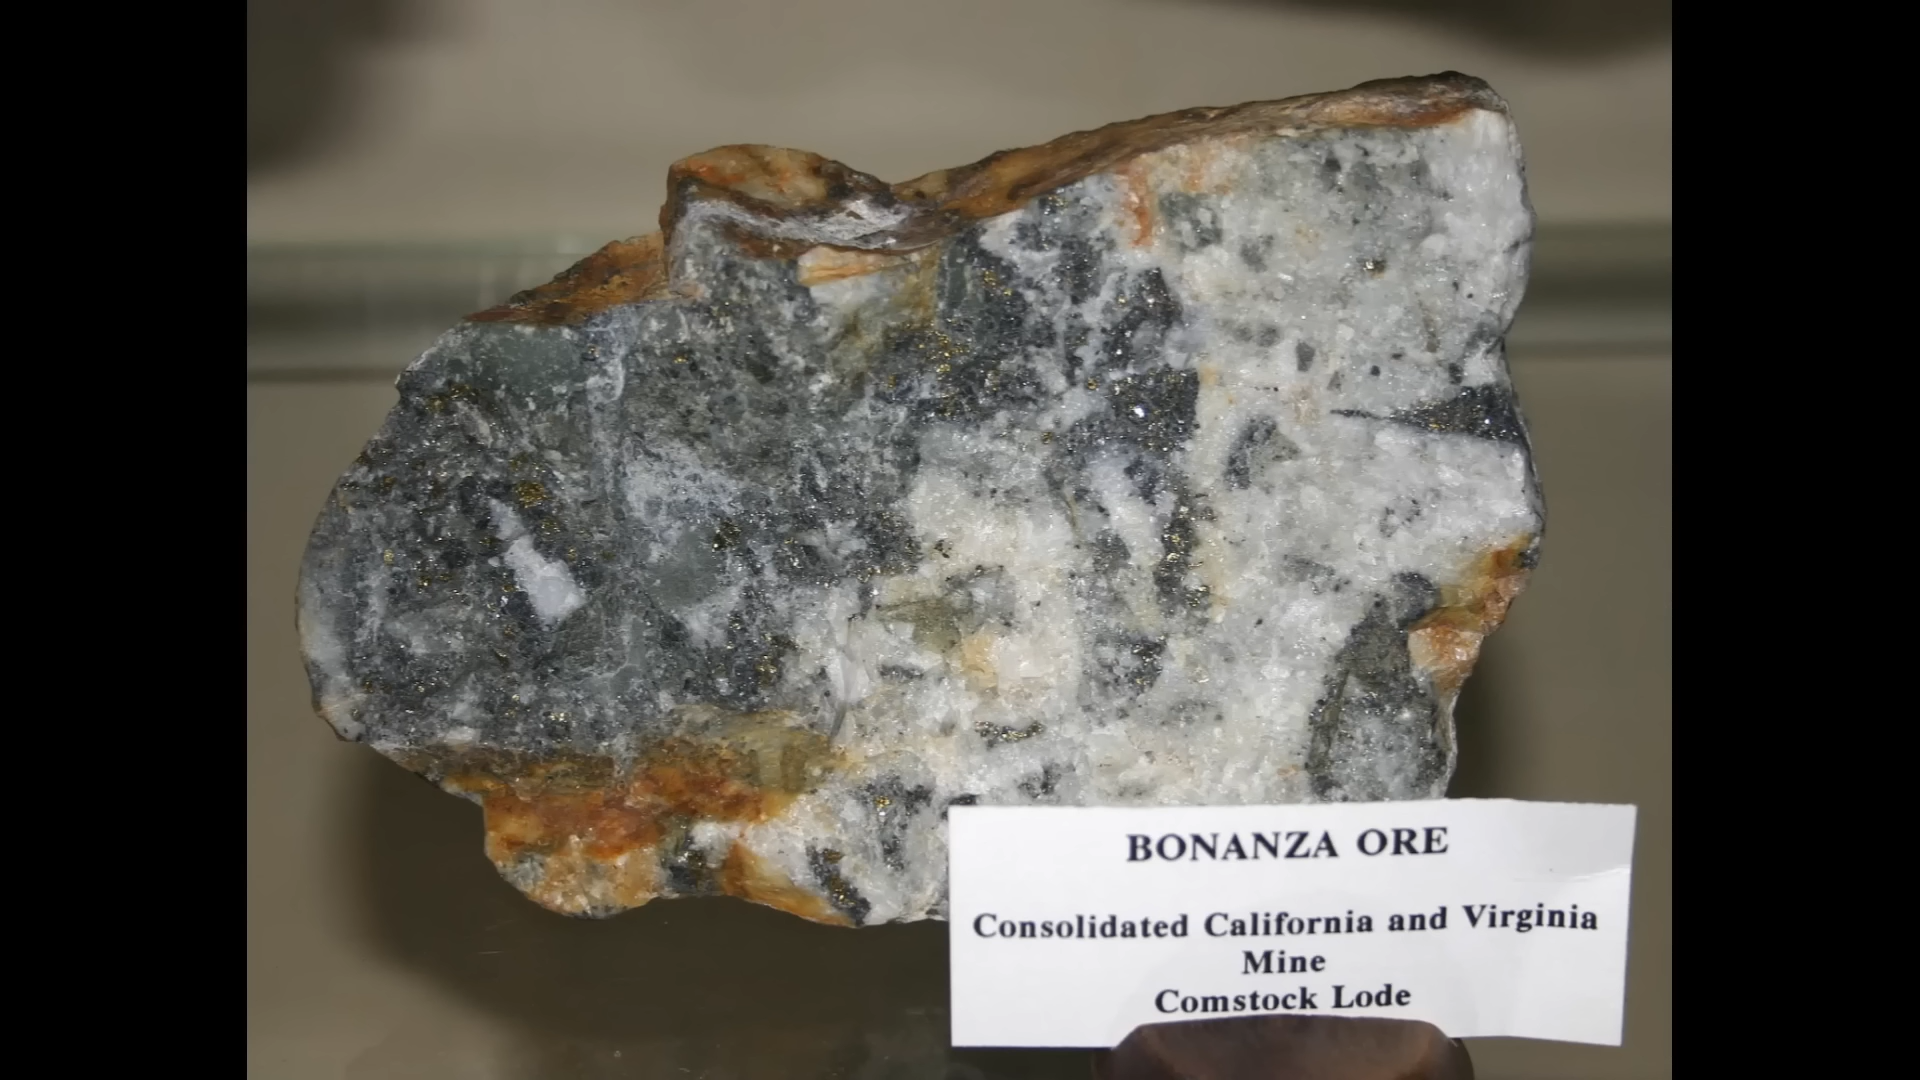 BONANZA ORE
Consolidated California and Virginia
Mine
Comstock Lode